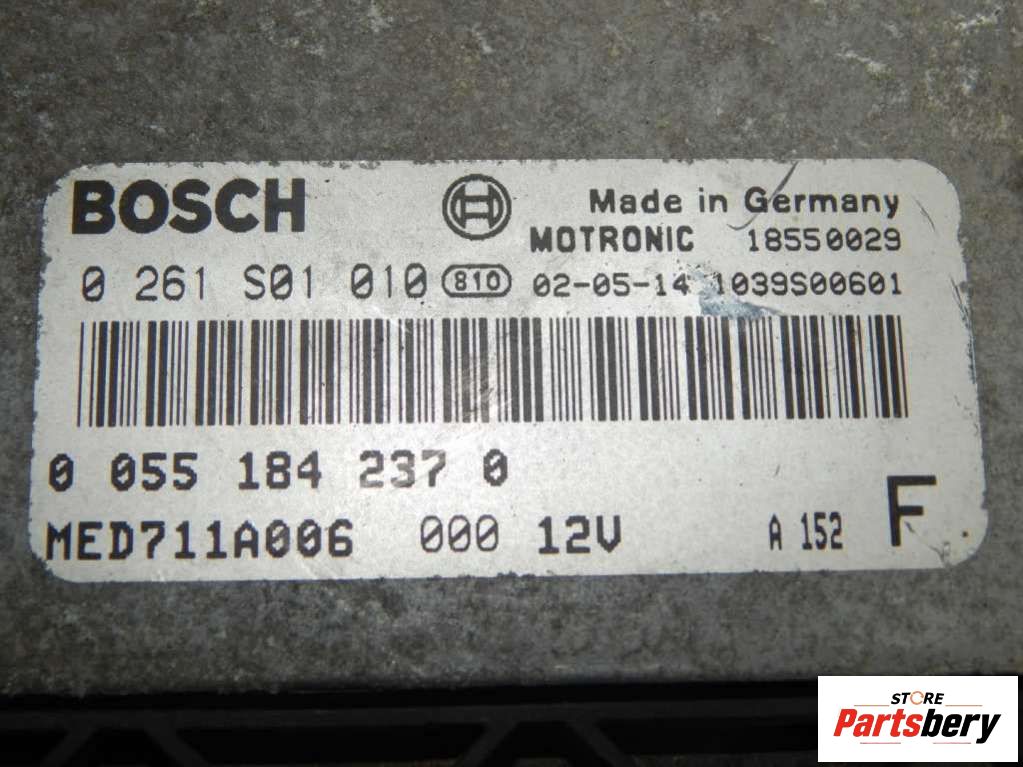 BOSCH Made in Germany
MOTRONIC 18550029
0 261 S01 010 810 02-05-14 1039S00601
0 055 184 237 0
MED711A006 000 12V A 152 F
STORE
Partsbery